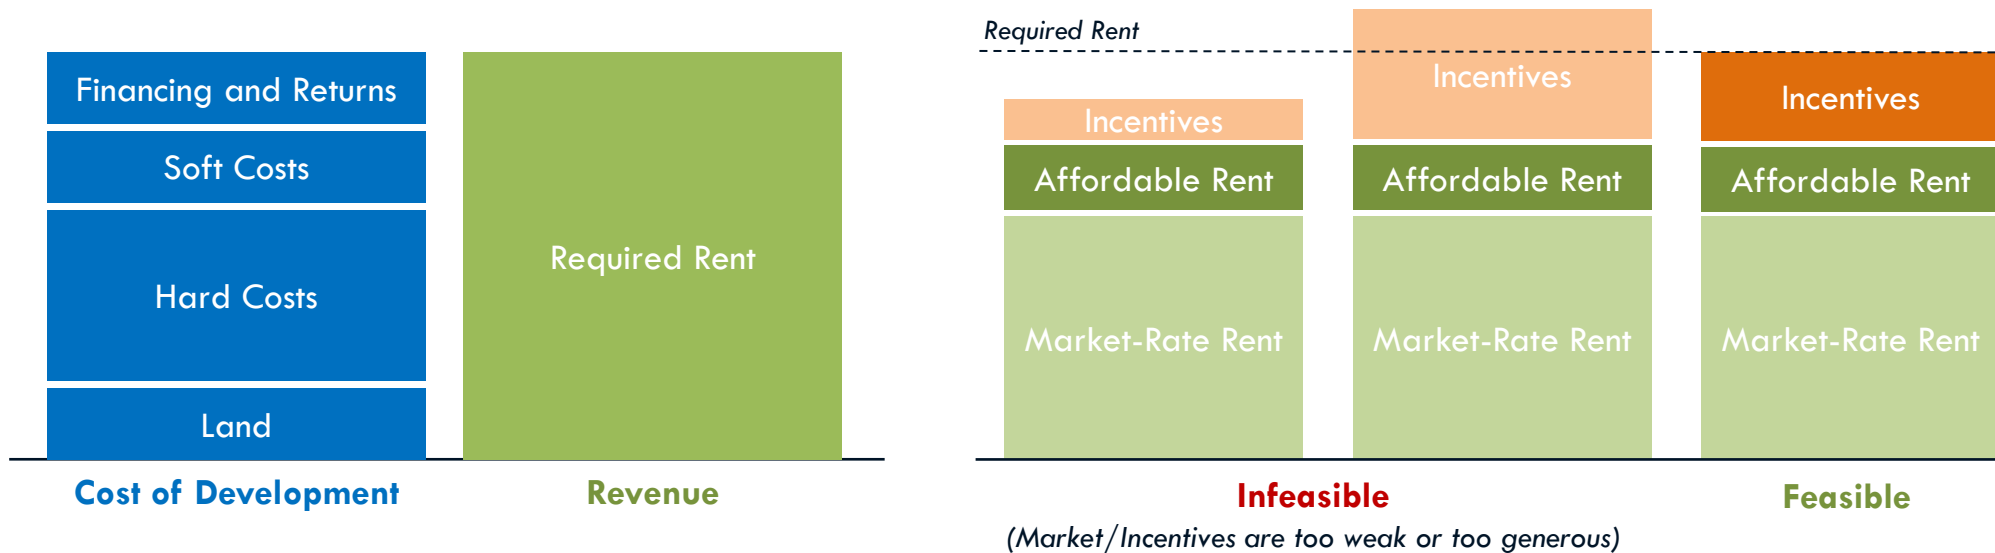 Financing and Returns
Soft Costs
Hard Costs
Land
Required Rent
Cost of Development
Revenue
Required Rent
Incentives
Affordable Rent
Market-Rate Rent
Incentives
Affordable Rent
Market-Rate Rent
Incentives
Affordable Rent
Market-Rate Rent
Infeasible
(Market/Incentives are too weak or too generous)
Feasible